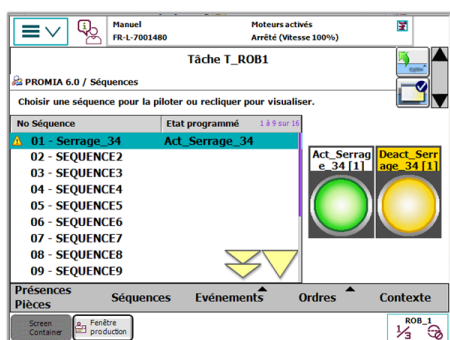 Manuel
FR-L-7001480
Moteurs activés
Arrêté (Vitesse 100%)
Tâche T_ROB1
PROMIA 6.0 / Séquences
Choisir une séquence pour la piloter ou recliquer pour visualiser.
No Séquence
Etat programmé
1 à 9 sur 16
01 - Serrage_34
Act_Serrage_34
02 - SEQUENCE2
03 - SEQUENCE3
04 - SEQUENCE4
05 - SEQUENCE5
06 - SEQUENCE6
07 - SEQUENCE7
08 - SEQUENCE8
09 - SEQUENCE9
Act_Serrag
e_34 [1]
Deact_Serr
age_34 [1]
Présences
Pièces
Séquences
Evénements
Ordres
Contexte
Screen
Container
Fenêtre
production
ROB_1
1/3